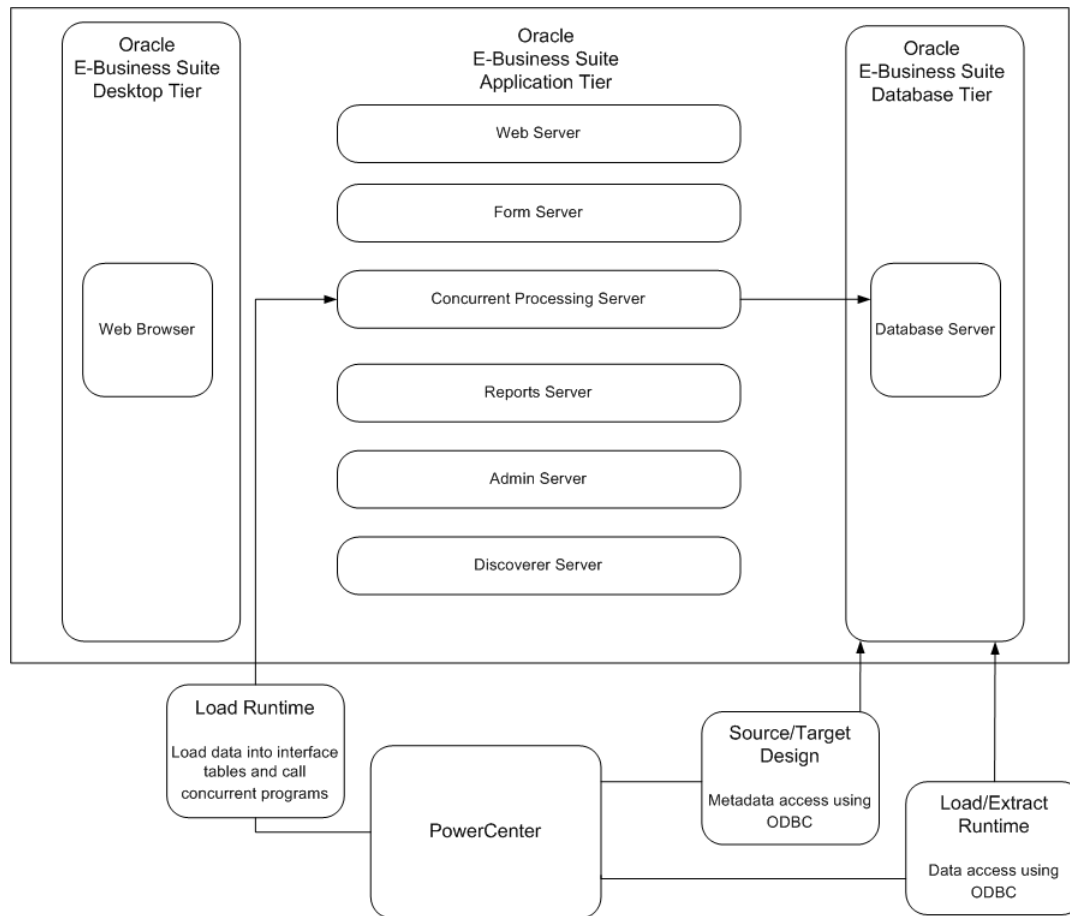 Oracle
E-Business Suite
Desktop Tier
Web Browser
Oracle
E-Business Suite
Application Tier
Web Server
Form Server
Concurrent Processing Server
Reports Server
Admin Server
Discoverer Server
Oracle
E-Business Suite
Database Tier
Database Server
Load Runtime
Load data into interface
tables and call
concurrent programs
PowerCenter
Source/Target
Design
Metadata access using
ODBC
Load/Extract
Runtime
Data access using
ODBC